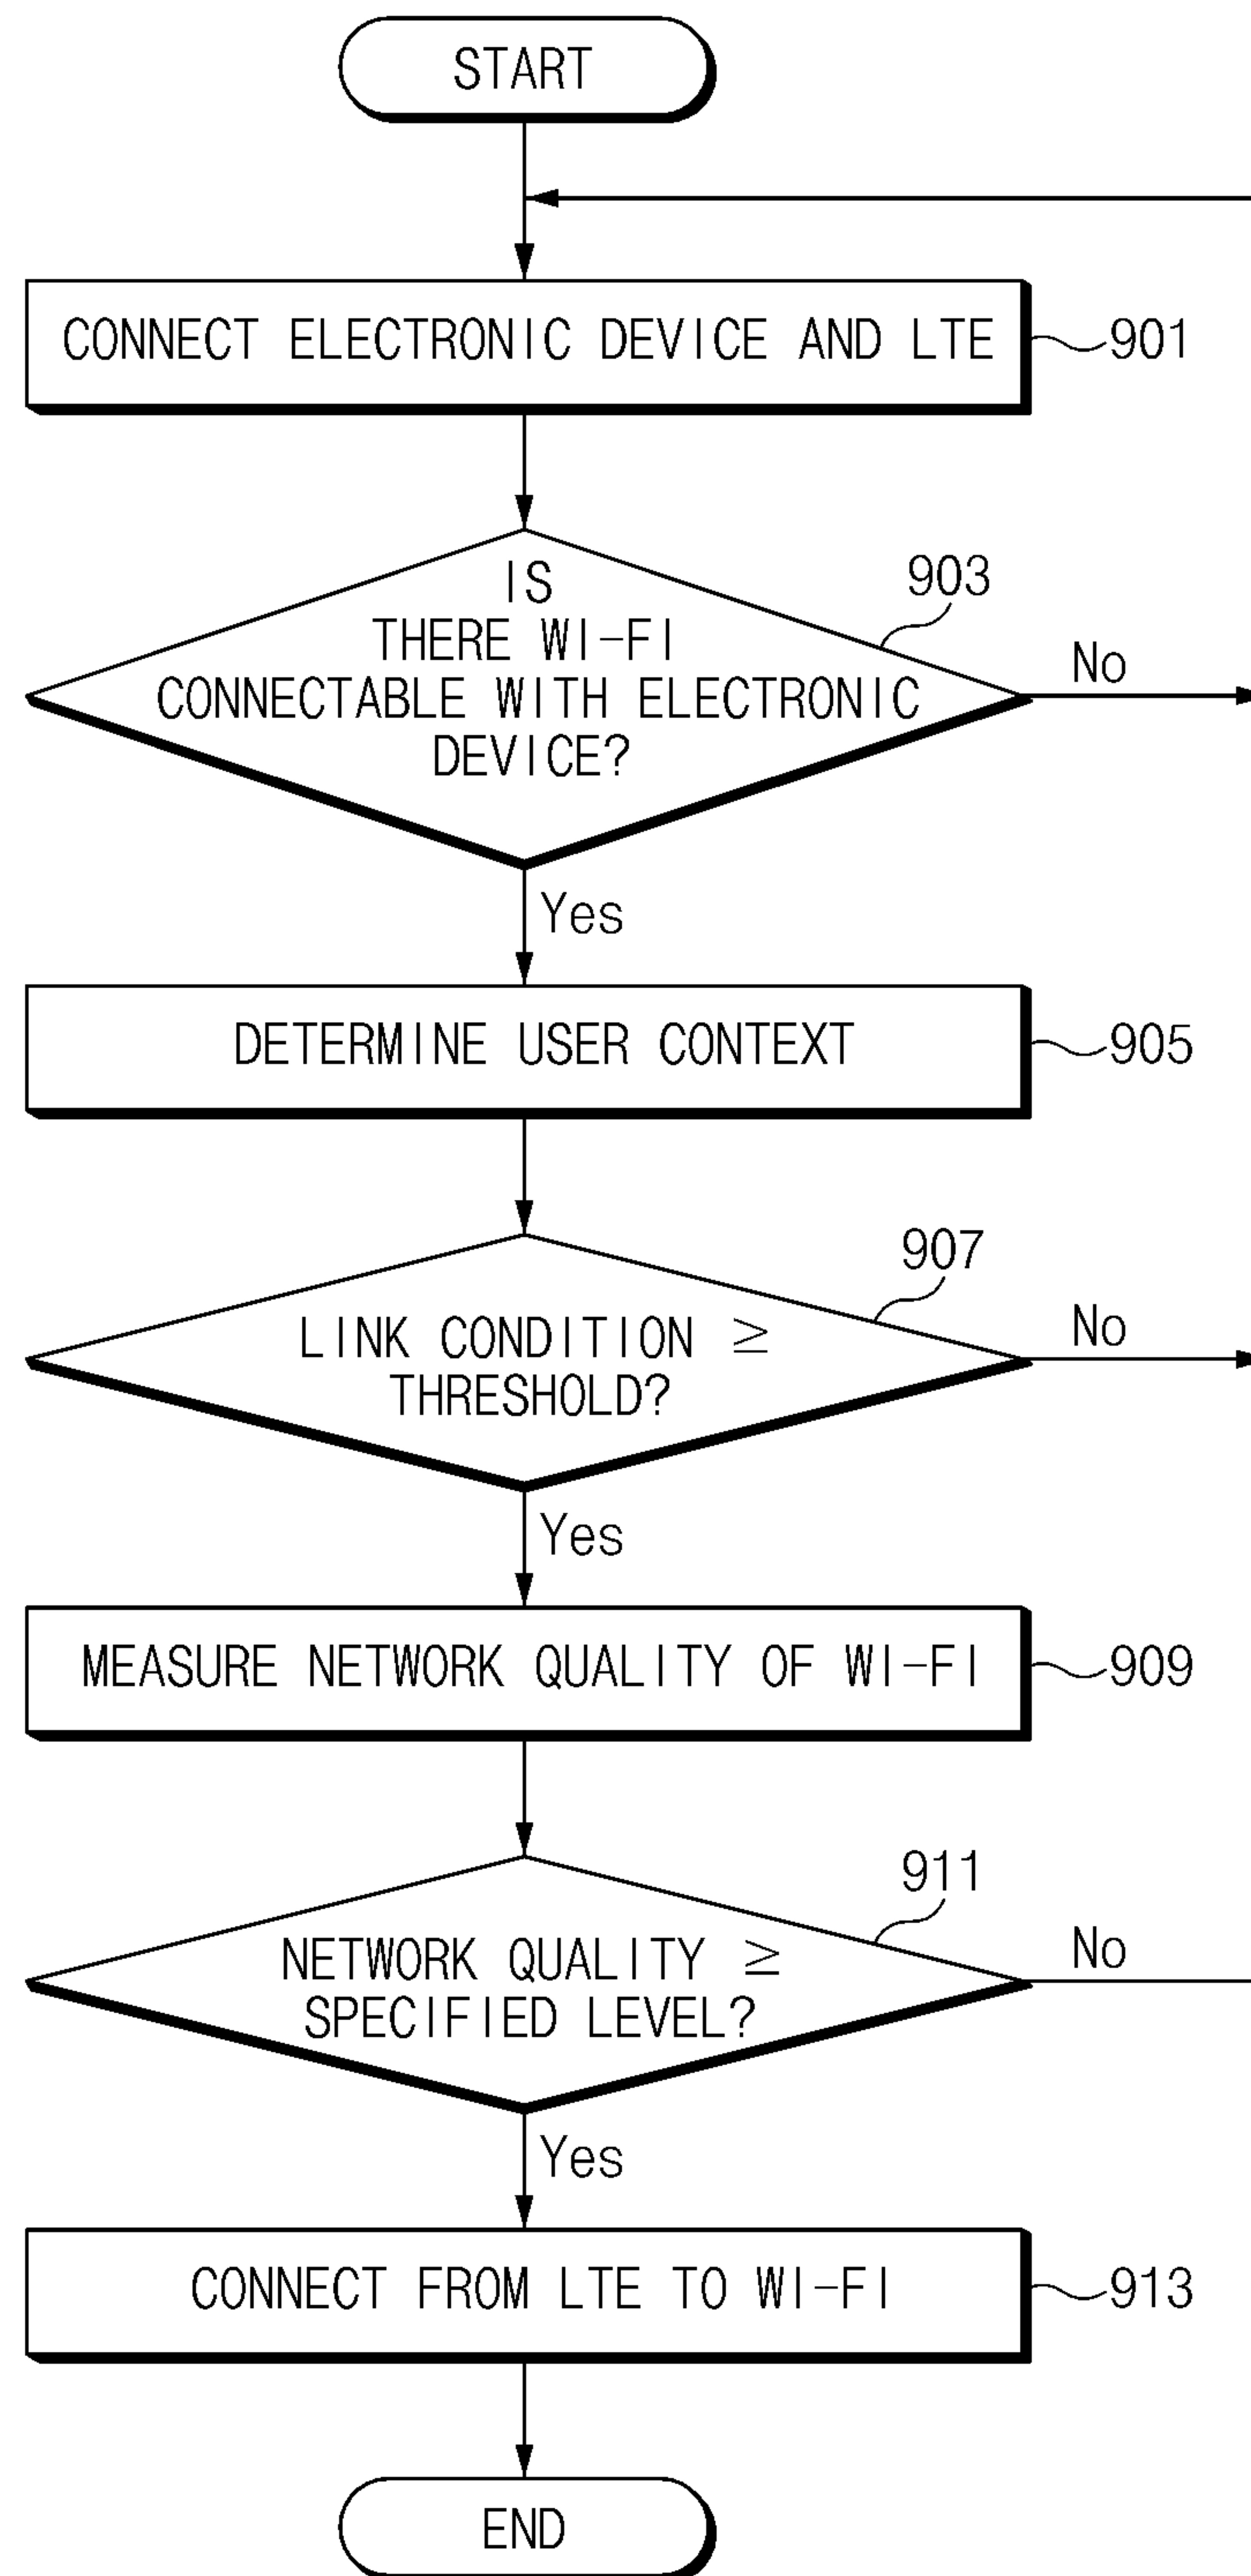 START
CONNECT ELECTRONIC DEVICE AND LTE
901
IS
THERE WI-FI
CONNECTABLE WITH ELECTRONIC
DEVICE?
903
No
Yes
DETERMINE USER CONTEXT
905
LINK CONDITION ≥
THRESHOLD?
907
No
Yes
MEASURE NETWORK QUALITY OF WI-FI
909
NETWORK QUALITY ≥
SPECIFIED LEVEL?
911
No
Yes
CONNECT FROM LTE TO WI-FI
913
END